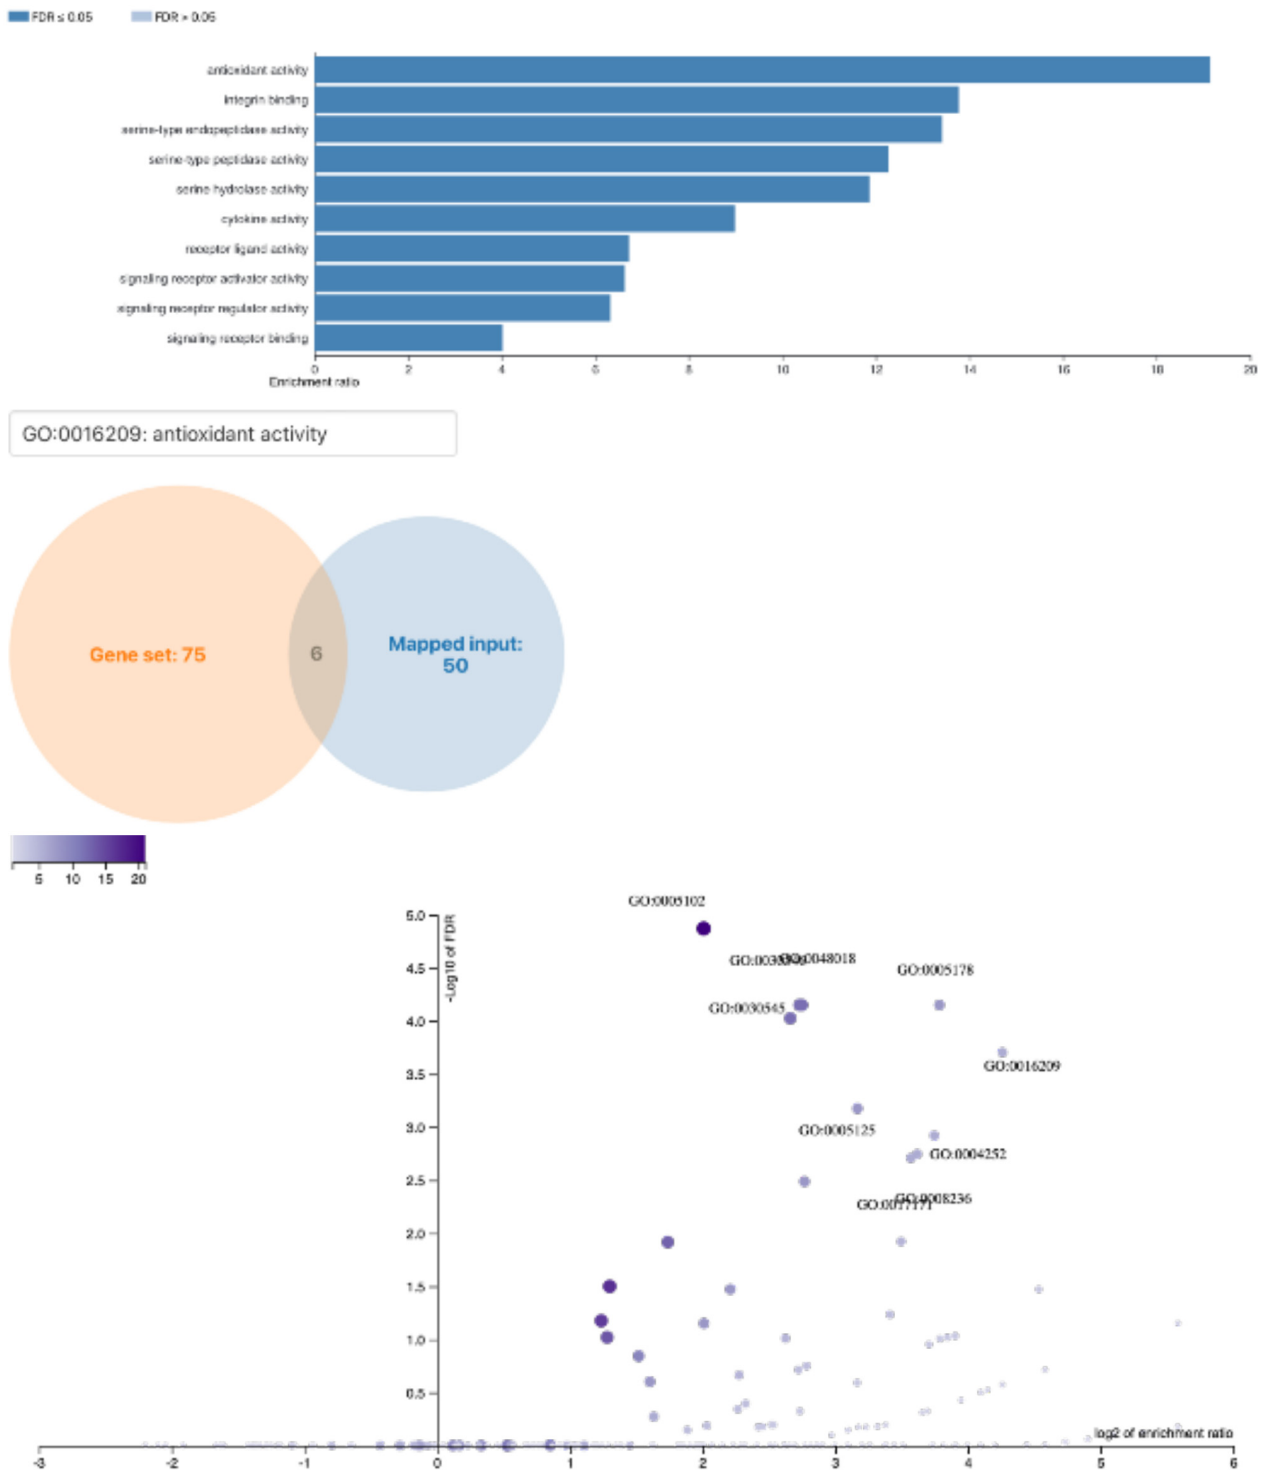 FDR ≤ 0.05 FDR > 0.05
antioxidant activity
integrin binding
serine-type endopeptidase activity
serine-type peptidase activity
serine hydrolase activity
cytokine activity
receptor ligand activity
signaling receptor activator activity
signaling receptor regulator activity
signaling receptor binding
0 2 4 6 8 10 12 14 16 18 20
Enrichment ratio
GO:0016209: antioxidant activity
Gene set: 75
6
Mapped input:
50
5 10 15 20
GO:0005102
5.0
-Log10 of FDR
GO:0048018
4.5
GO:0005178
GO:0030545
4.0
3.5
GO:0016209
3.0
GO:0005125
GO:0004252
2.5
GO:0008236
GO:0017171
2.0
1.5
1.0
0.5
log2 of enrichment ratio
-3 -2 -1 0 1 2 3 4 5 6